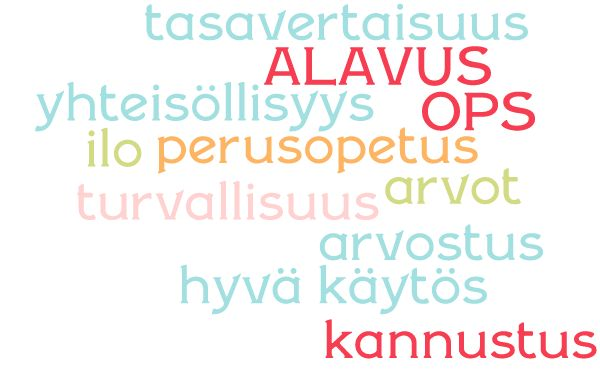 tasavertaisuus
ALAVUS
yhteisöllisyys
OPS
ilo perusopetus
turvallisuus arvot
arvostus
hyvä käytös
kannustus